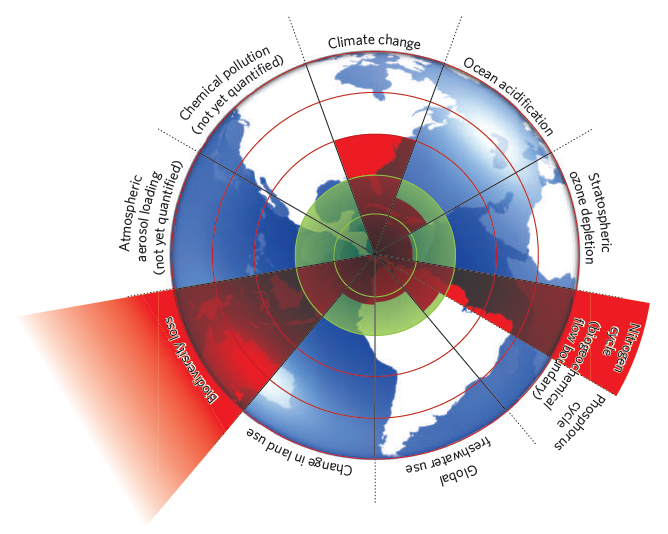 Climate change
Ocean acidification
Stratospheric
ozone depletion
Nitrogen
cycle
(biogeochemical
flow boundary)
Phosphorus
cycle
Global
freshwater use
Change in land use
Biodiversity loss
Atmospheric
aerosol loading
(not yet quantified)
Chemical pollution
(not yet quantified)